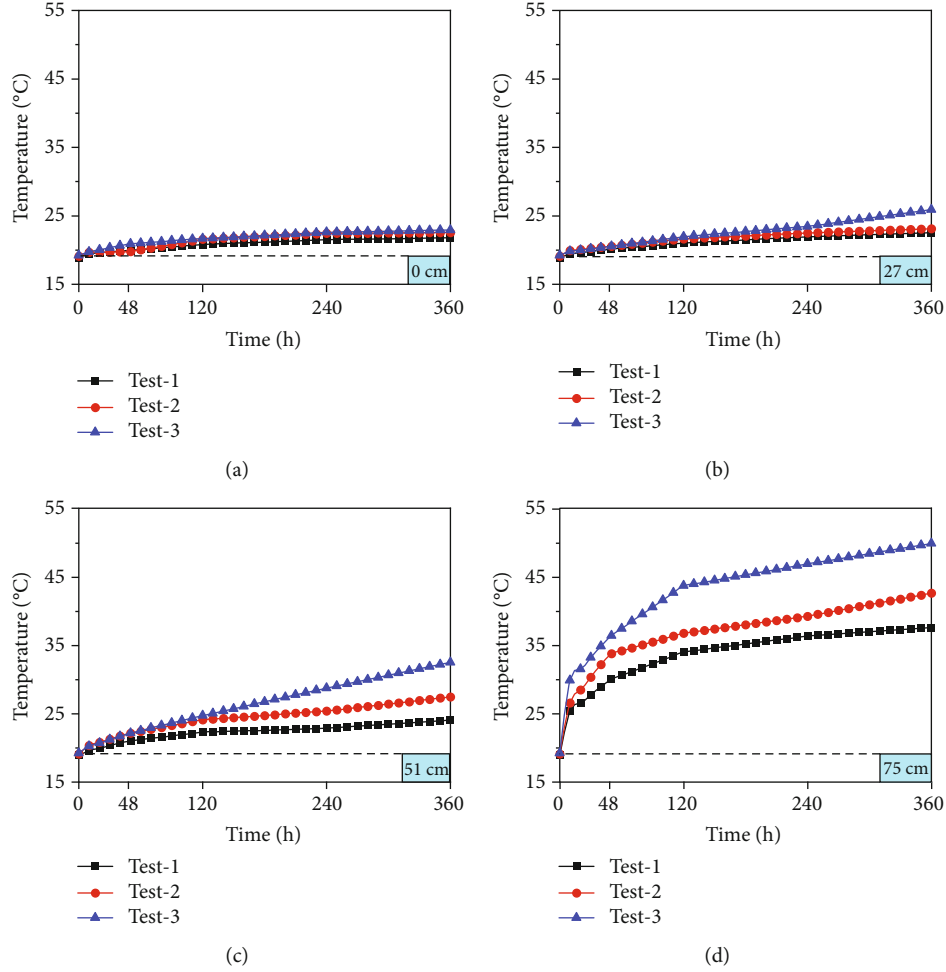 55
45
35
25
15
Temperature (°C)
0 cm
0 48 120 240 360
Time (h)
Test-1
Test-2
Test-3
(a)
55
45
35
25
15
Temperature (°C)
27 cm
0 48 120 240 360
Time (h)
Test-1
Test-2
Test-3
(b)
55
45
35
25
15
Temperature (°C)
51 cm
0 48 120 240 360
Time (h)
Test-1
Test-2
Test-3
(c)
55
45
35
25
15
Temperature (°C)
75 cm
0 48 120 240 360
Time (h)
Test-1
Test-2
Test-3
(d)